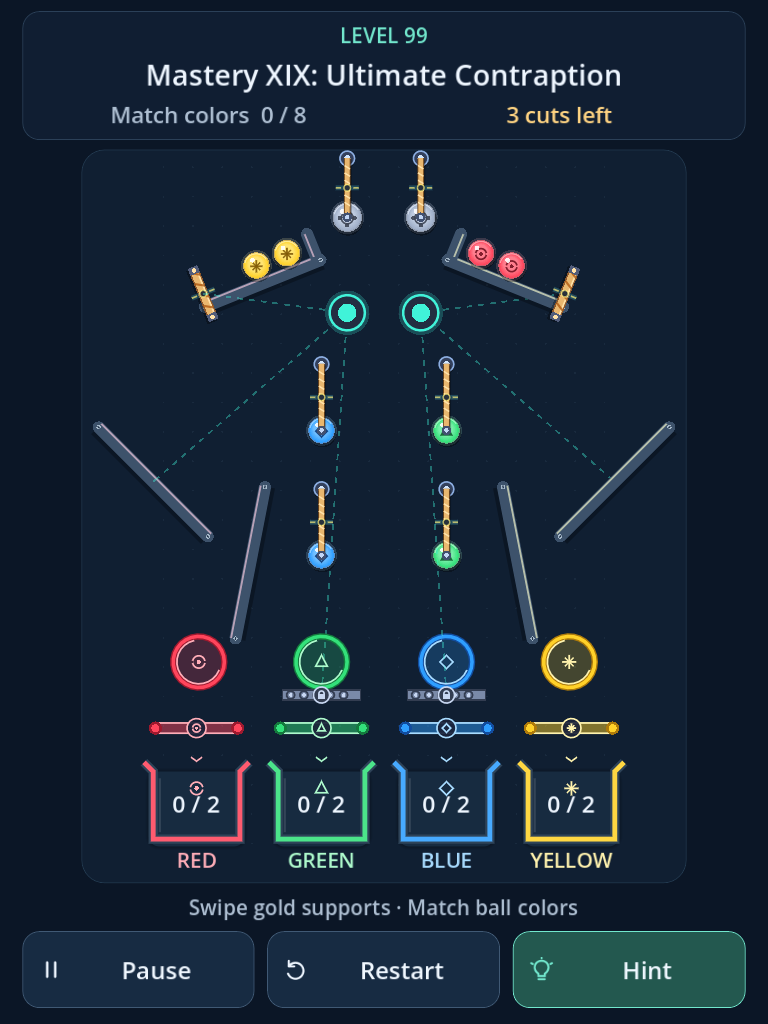 LEVEL 99
Mastery XIX: Ultimate Contraption
Match colors 0 / 8
3 cuts left
0 / 2
0 / 2
0 / 2
0 / 2
RED
GREEN
BLUE
YELLOW
Swipe gold supports · Match ball colors
Pause
Restart
Hint